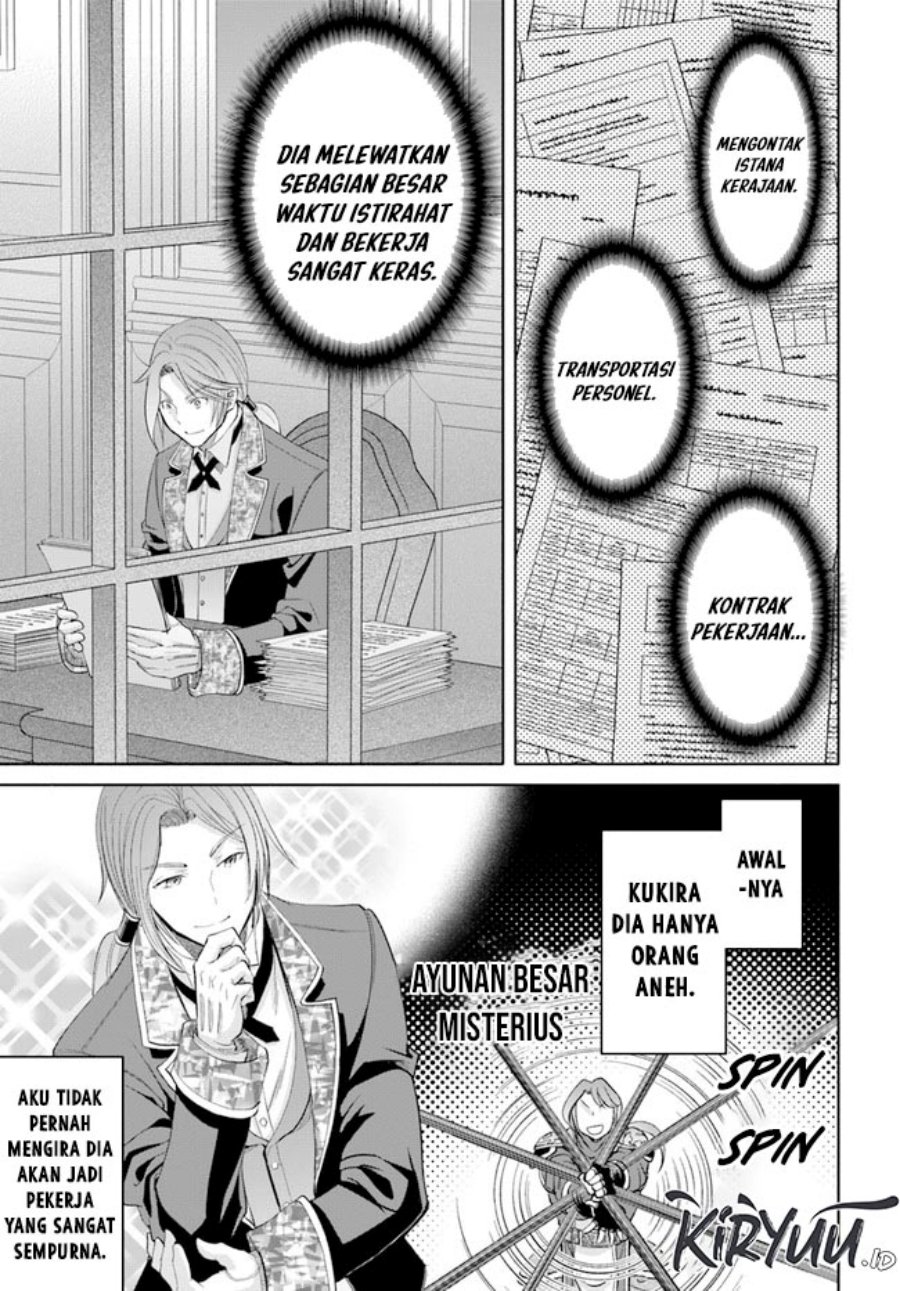 MENGONTAK
ISTANA
KERAJAAN.
TRANSPORTASI
PERSONEL.
KONTRAK
PEKERJAAN...
DIA MELEWATKAN
SEBAGIAN BESAR
WAKTU ISTIRAHAT
DAN BEKERJA
SANGAT KERAS.
AWAL
-NYA
KUKIRA
DIA HANYA
ORANG
ANEH.
AYUNAN BESAR
MISTERIUS
SPIN
SPIN
AKU TIDAK
PERNAH
MENGIRA DIA
AKAN JADI
PEKERJA
YANG SANGAT
SEMPURNA.
KIRYUU.ID